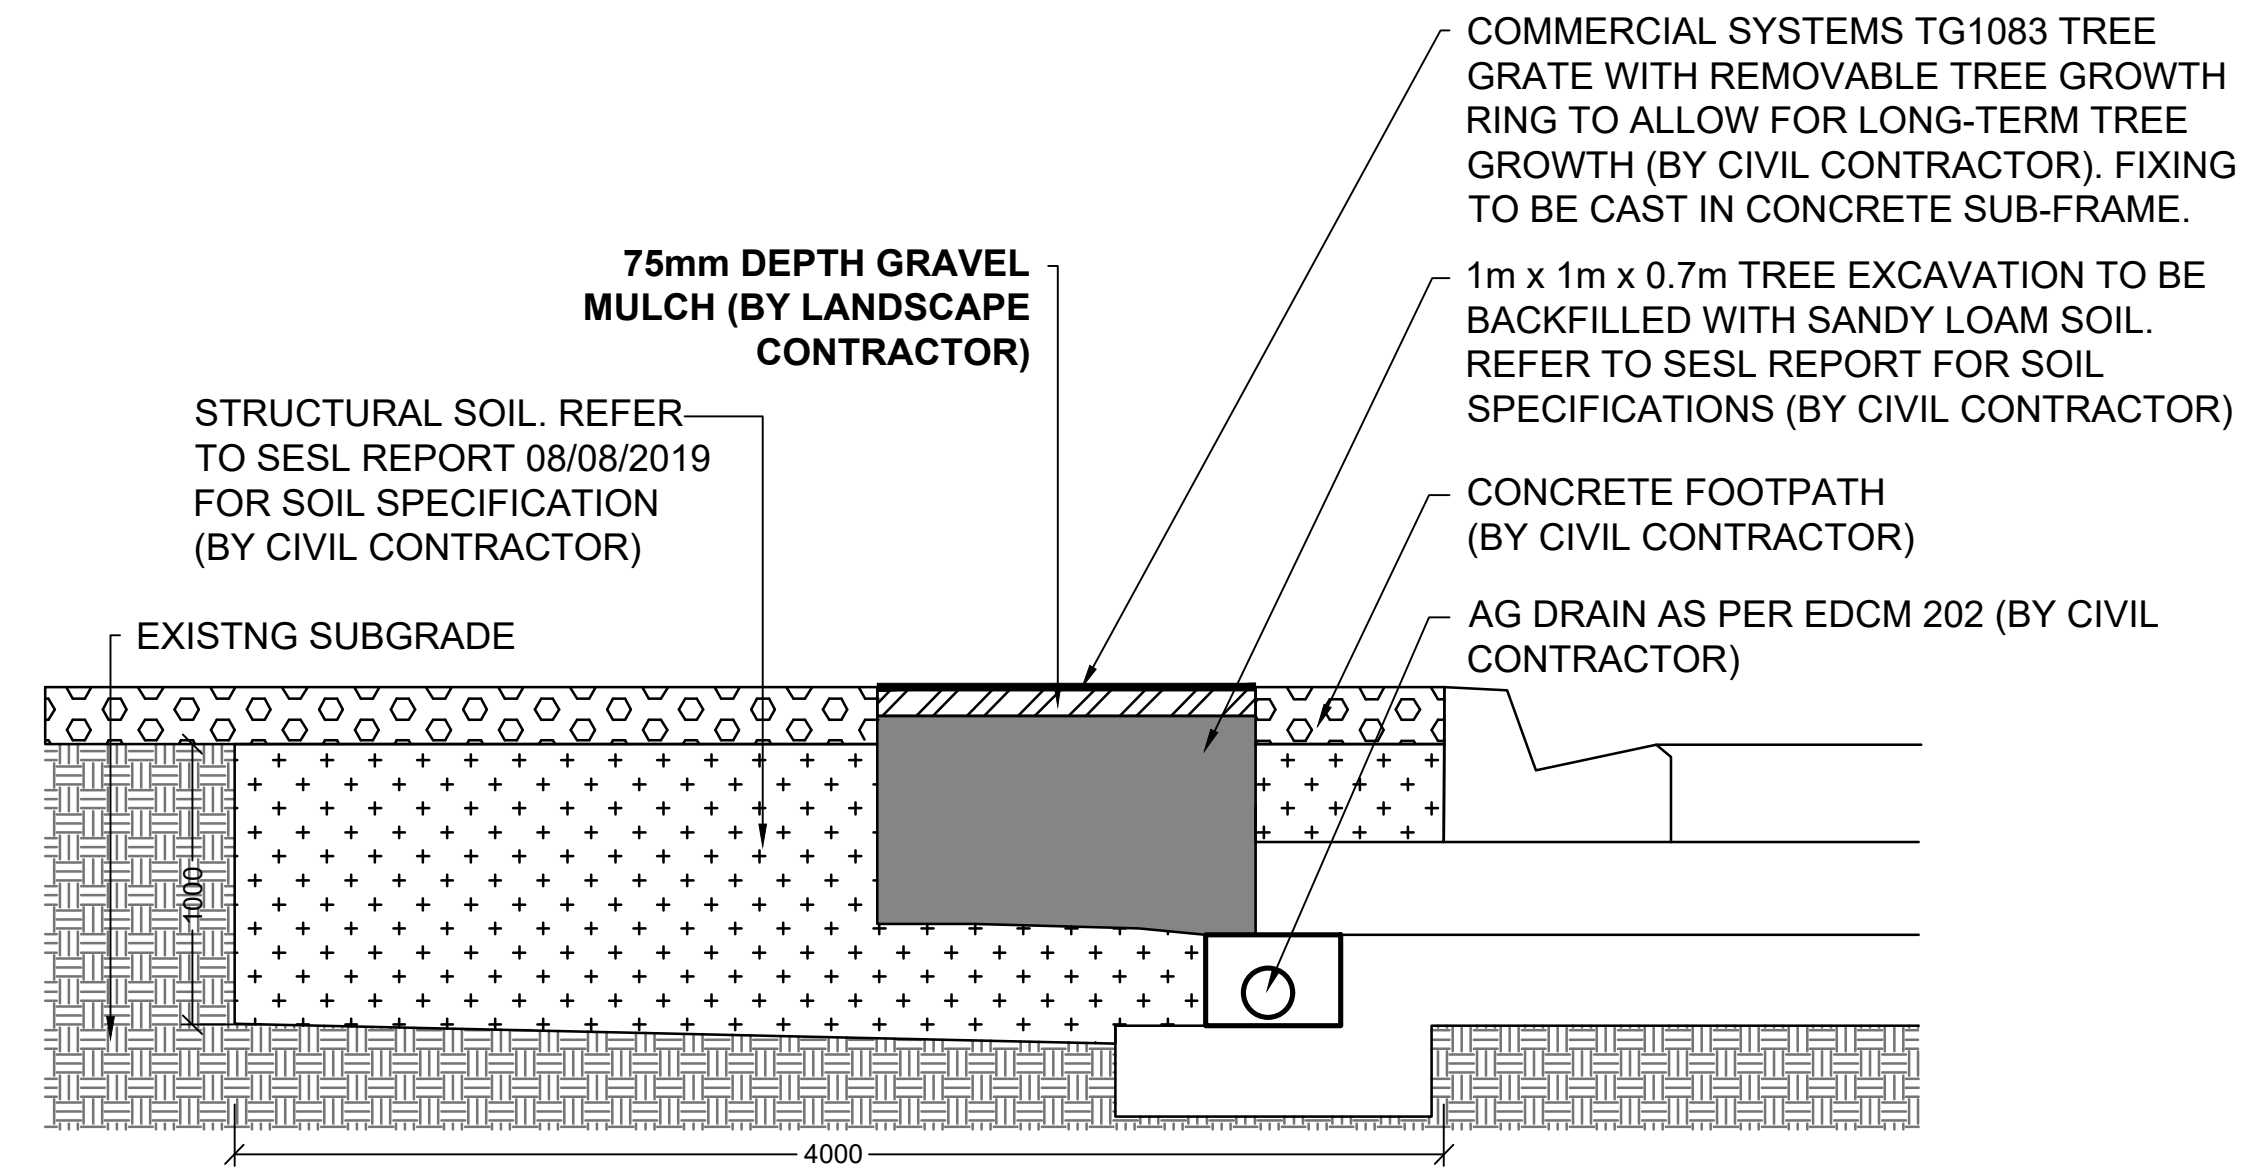 COMMERCIAL SYSTEMS TG1083 TREE
GRATE WITH REMOVABLE TREE GROWTH
RING TO ALLOW FOR LONG-TERM TREE
GROWTH (BY CIVIL CONTRACTOR). FIXING
TO BE CAST IN CONCRETE SUB-FRAME.
75mm DEPTH GRAVEL
MULCH (BY LANDSCAPE
CONTRACTOR)
1m x 1m x 0.7m TREE EXCAVATION TO BE
BACKFILLED WITH SANDY LOAM SOIL.
REFER TO SESL REPORT FOR SOIL
SPECIFICATIONS (BY CIVIL CONTRACTOR)
STRUCTURAL SOIL. REFER
TO SESL REPORT 08/08/2019
FOR SOIL SPECIFICATION
(BY CIVIL CONTRACTOR)
CONCRETE FOOTPATH
(BY CIVIL CONTRACTOR)
EXISTNG SUBGRADE
AG DRAIN AS PER EDCM 202 (BY CIVIL
CONTRACTOR)
1000
4000